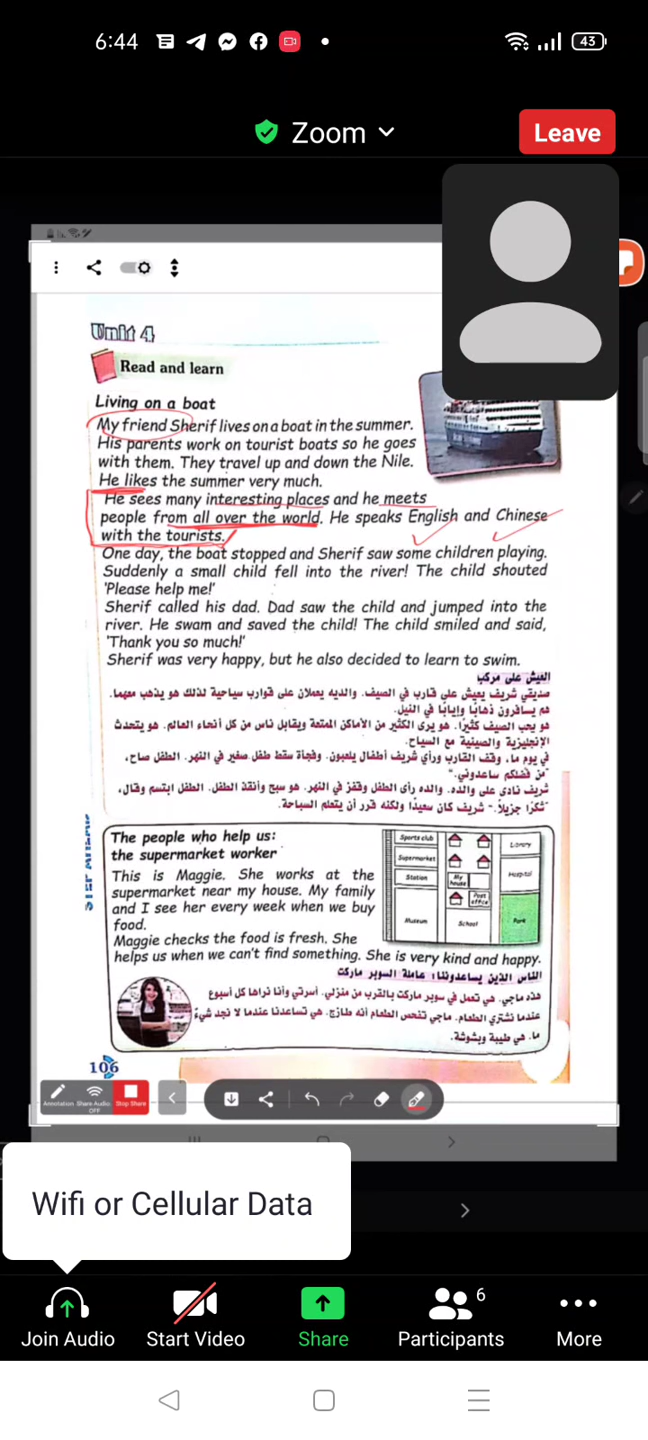 6:44
43
Zoom
Leave
Unit 4
Read and learn
Living on a boat
My friend Sherif lives on a boat in the summer.
His parents work on tourist boats so he goes
with them. They travel up and down the Nile.
He likes the summer very much.
He sees many interesting places and he meets
people from all over the world. He speaks English and Chinese
with the tourists.
One day, the boat stopped and Sherif saw some children playing.
Suddenly a small child fell into the river! The child shouted
'Please help me!'
Sherif called his dad. Dad saw the child and jumped into the
river. He swam and saved the child! The child smiled and said,
'Thank you so much!'
Sherif was very happy, but he also decided to learn to swim.
العيش على مركب
صديقي شريف يعيش على قارب في الصيف. والديه يعملان على قوارب سياحية لذلك هو يذهب معهما.
هم يسافرون ذهابًا وإيابًا في النيل.
هو يحب الصيف كثيرًا. هو يرى الكثير من الأماكن الممتعة ويقابل ناس من كل أنحاء العالم. هو يتحدث
الإنجليزية والصينية مع السياح.
في يوم ما، وقف القارب ورأي شريف أطفال يلعبون. وفجأة سقط طفل صغير في النهر. الطفل صاح،
"من فضلكم ساعدوني."
شريف نادى على والده. والده رأى الطفل وقفز في النهر. هو سبح وأنقذ الطفل. الطفل ابتسم وقال،
"شكرًا جزيلاً." شريف كان سعيدًا ولكنه قرر أن يتعلم السباحة.
The people who help us:
the supermarket worker
This is Maggie. She works at the
supermarket near my house. My family
and I see her every week when we buy
food.
Maggie checks the food is fresh. She
helps us when we can't find something. She is very kind and happy.
Sports club
Library
Supermarket
Station
My house
Hospital
Post office
Museum
School
Park
الناس الذين يساعدوننا: عاملة السوبر ماركت
هذه ماجي. هي تعمل في سوبر ماركت بالقرب من منزلي. أسرتي وأنا نراها كل أسبوع
عندما نشتري الطعام. ماجي تفحص الطعام أنه طازج. هي تساعدنا عندما لا نجد شيء
ما. هي طيبة وبشوشة.
106
Annotation
Share Audio: OFF
Stop Share
Wifi or Cellular Data
6
Join Audio
Start Video
Share
Participants
More